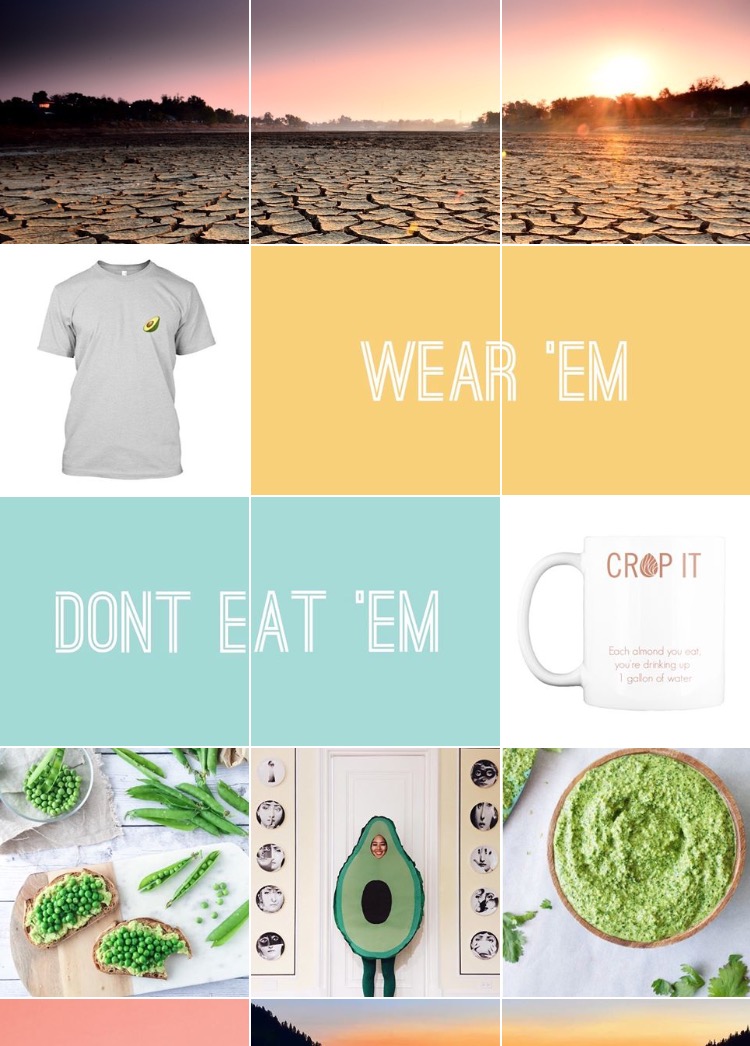 WEAR 'EM
DONT EAT 'EM
CROP IT
Each almond you eat,
you're drinking up
1 gallon of water